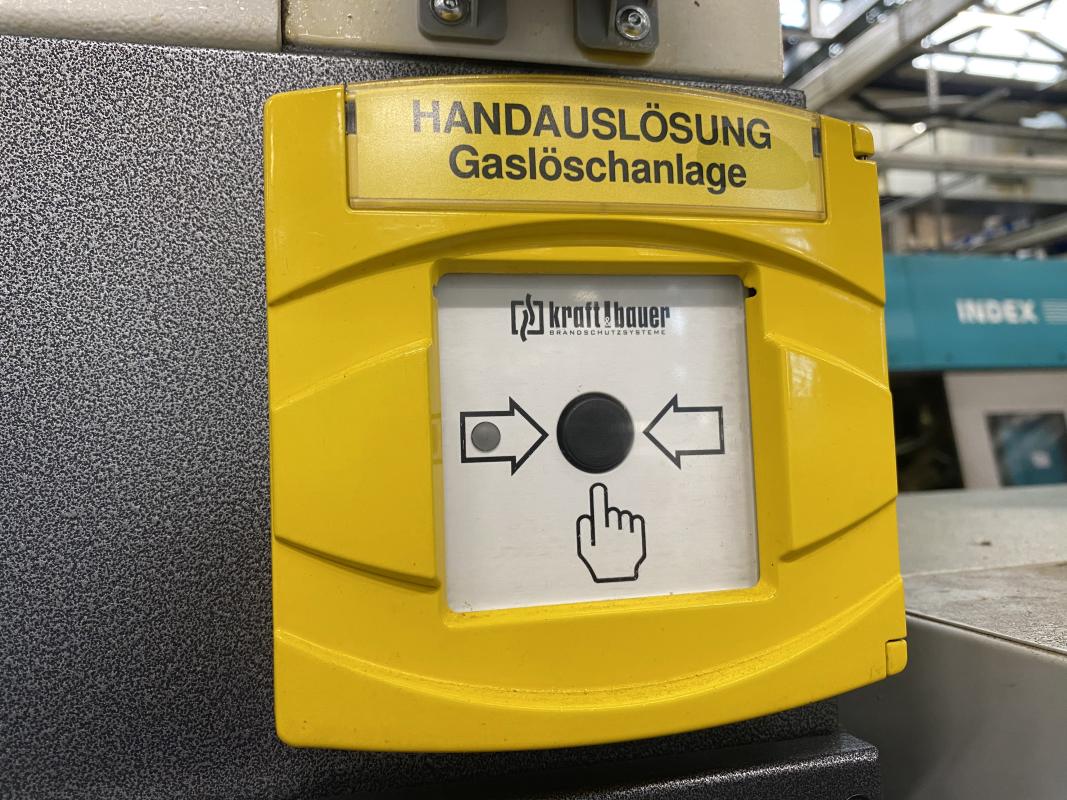 HANDAUSLÖSUNG
Gaslöschanlage
kraft&bauer
BRANDSCHUTZSYSTEME
INDEX